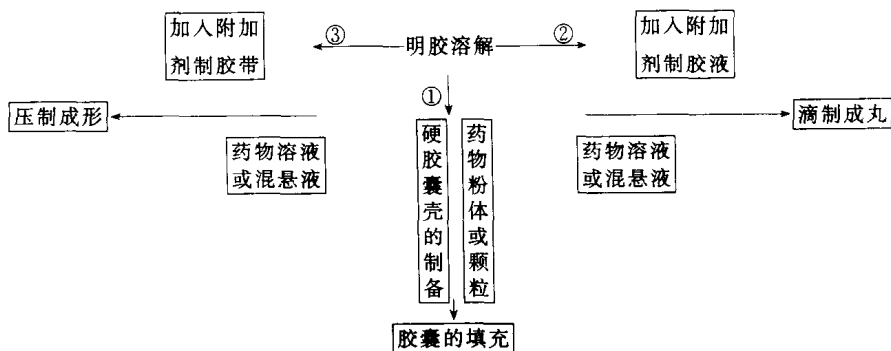 加入附加
剂制胶带
③
明胶溶解
②
加入附加
剂制胶液
①
压制成形
滴制成丸
药物溶液
或混悬液
硬胶囊壳的制备
药物粉体或颗粒
药物溶液
或混悬液
胶囊的填充